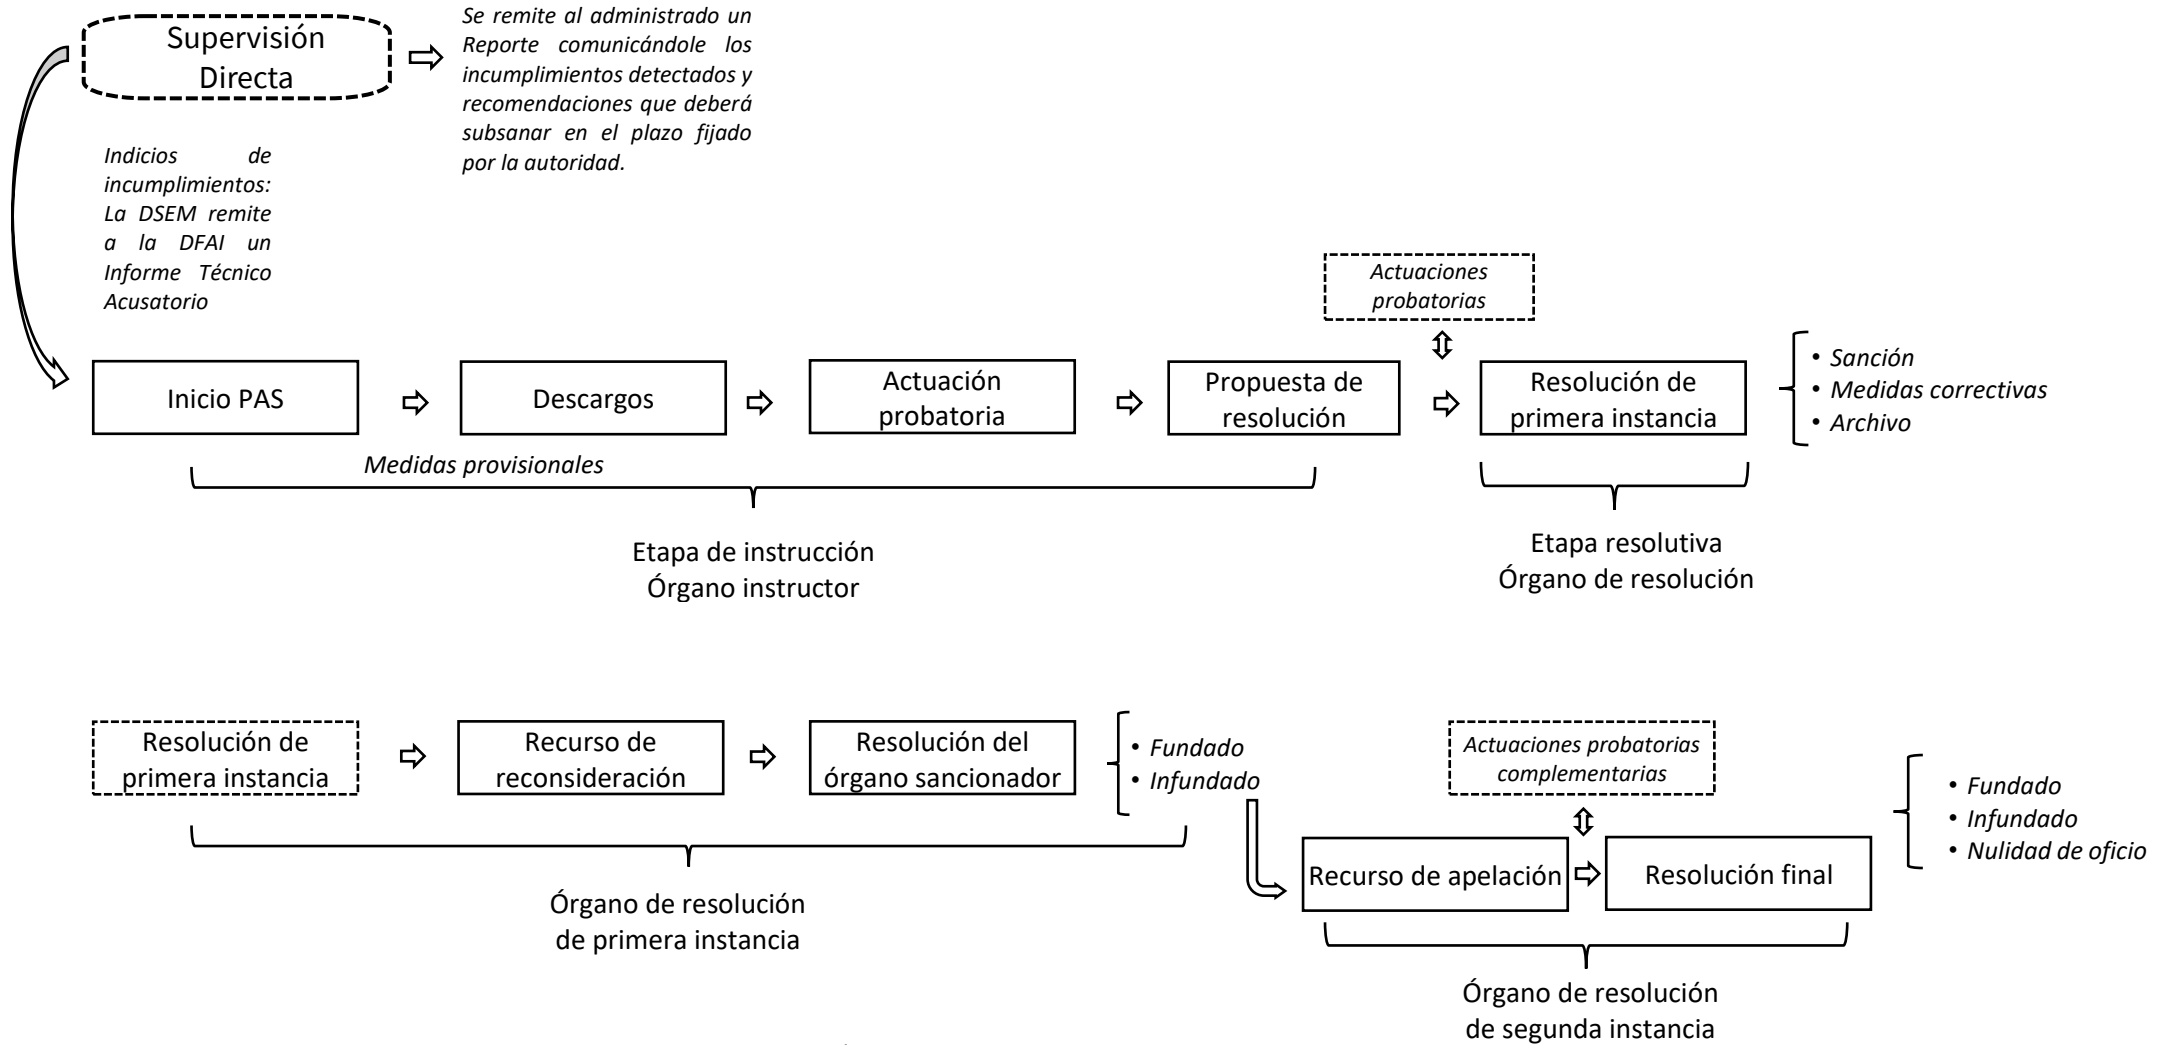 Supervisión
Directa
Se remite al administrado un
Reporte comunicándole los
incumplimientos detectados y
recomendaciones que deberá
subsanar en el plazo fijado
por la autoridad.
Indicios de
incumplimientos:
La DSEM remite
a la DFAI un
Informe Técnico
Acusatorio
Actuaciones
probatorias
Inicio PAS
Descargos
Actuación
probatoria
Propuesta de
resolución
Resolución de
primera instancia
• Sanción
• Medidas correctivas
• Archivo
Medidas provisionales
Etapa de instrucción
Órgano instructor
Etapa resolutiva
Órgano de resolución
Resolución de
primera instancia
Recurso de
reconsideración
Resolución del
órgano sancionador
• Fundado
• Infundado
Actuaciones probatorias
complementarias
Recurso de apelación
Resolución final
• Fundado
• Infundado
• Nulidad de oficio
Órgano de resolución
de primera instancia
Órgano de resolución
de segunda instancia